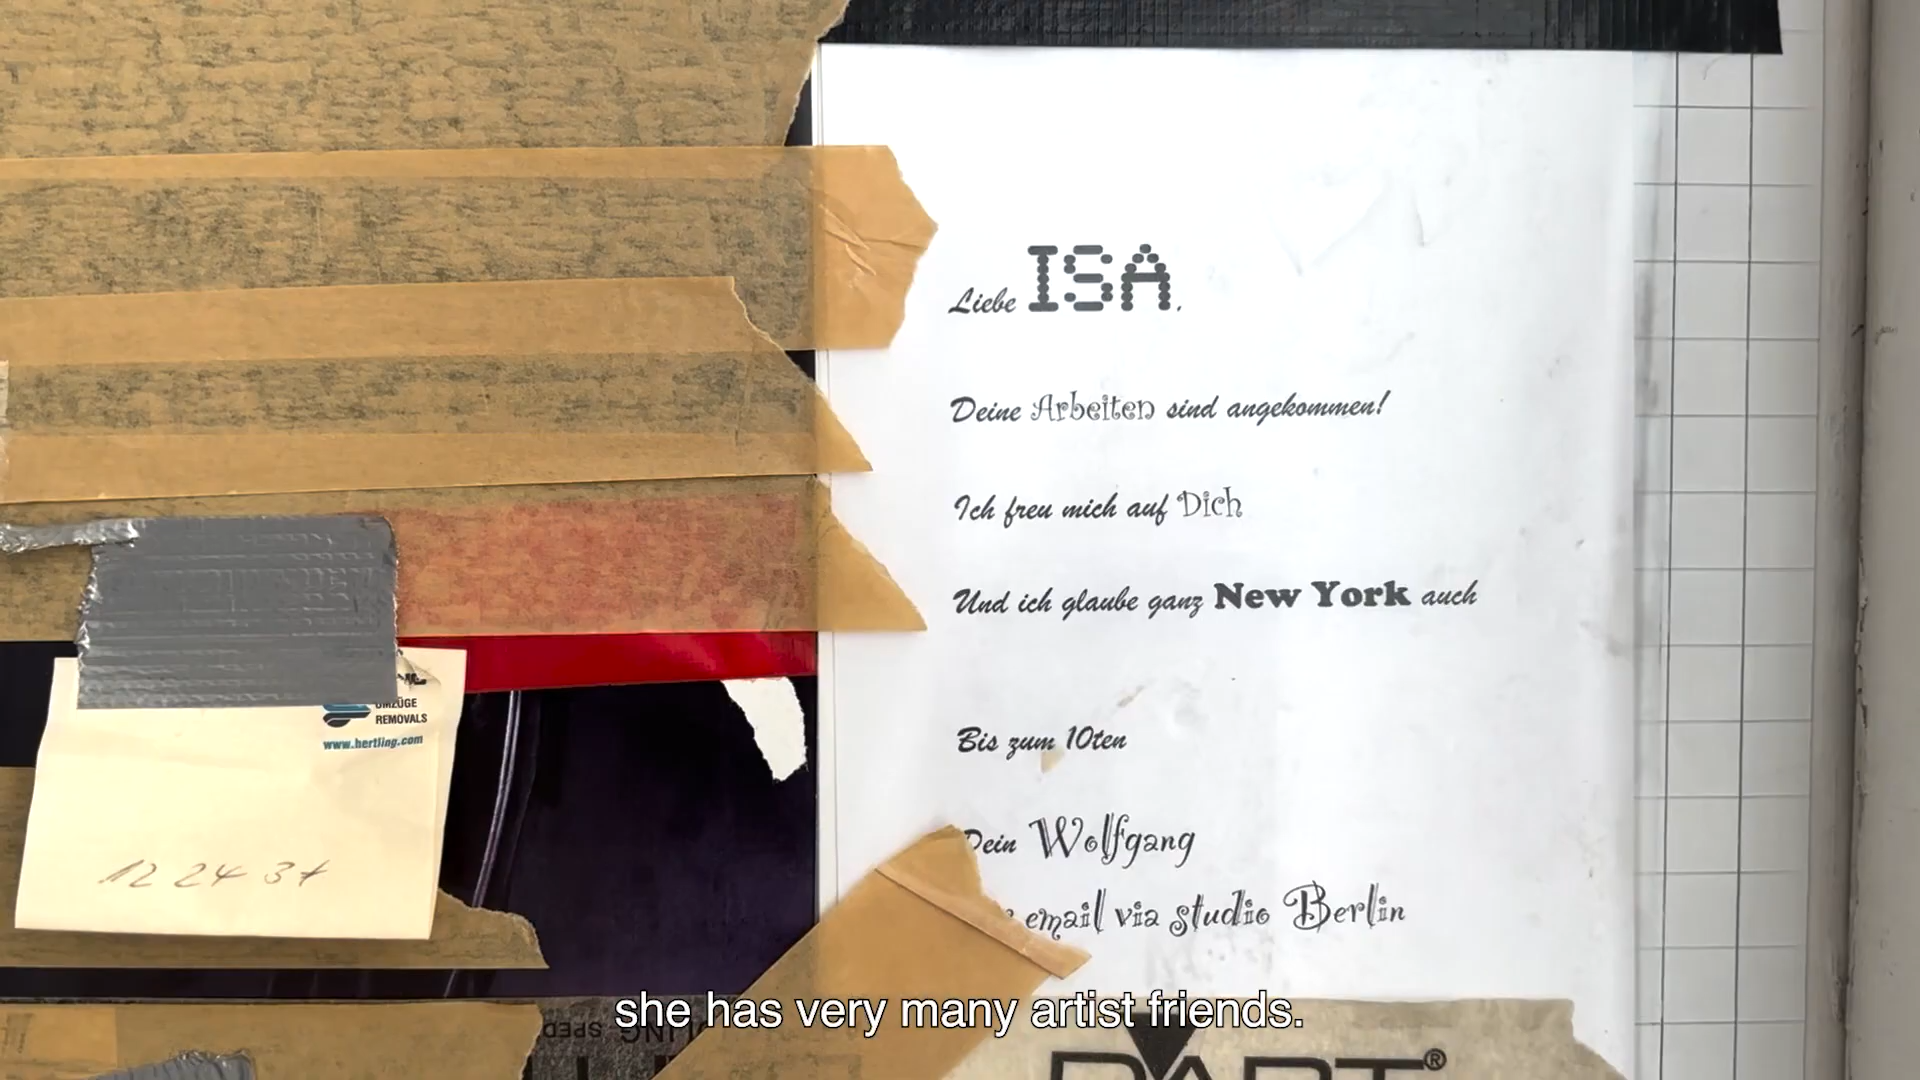 Liebe ISA,
Deine Arbeiten sind angekommen!
Ich freu mich auf Dich
Und ich glaube ganz New York auch
Bis zum 10ten
Dein Wolfgang
email via studio Berlin
UMZÜGE
REMOVALS
www.hertling.com
12 24 37
she has very many artist friends.